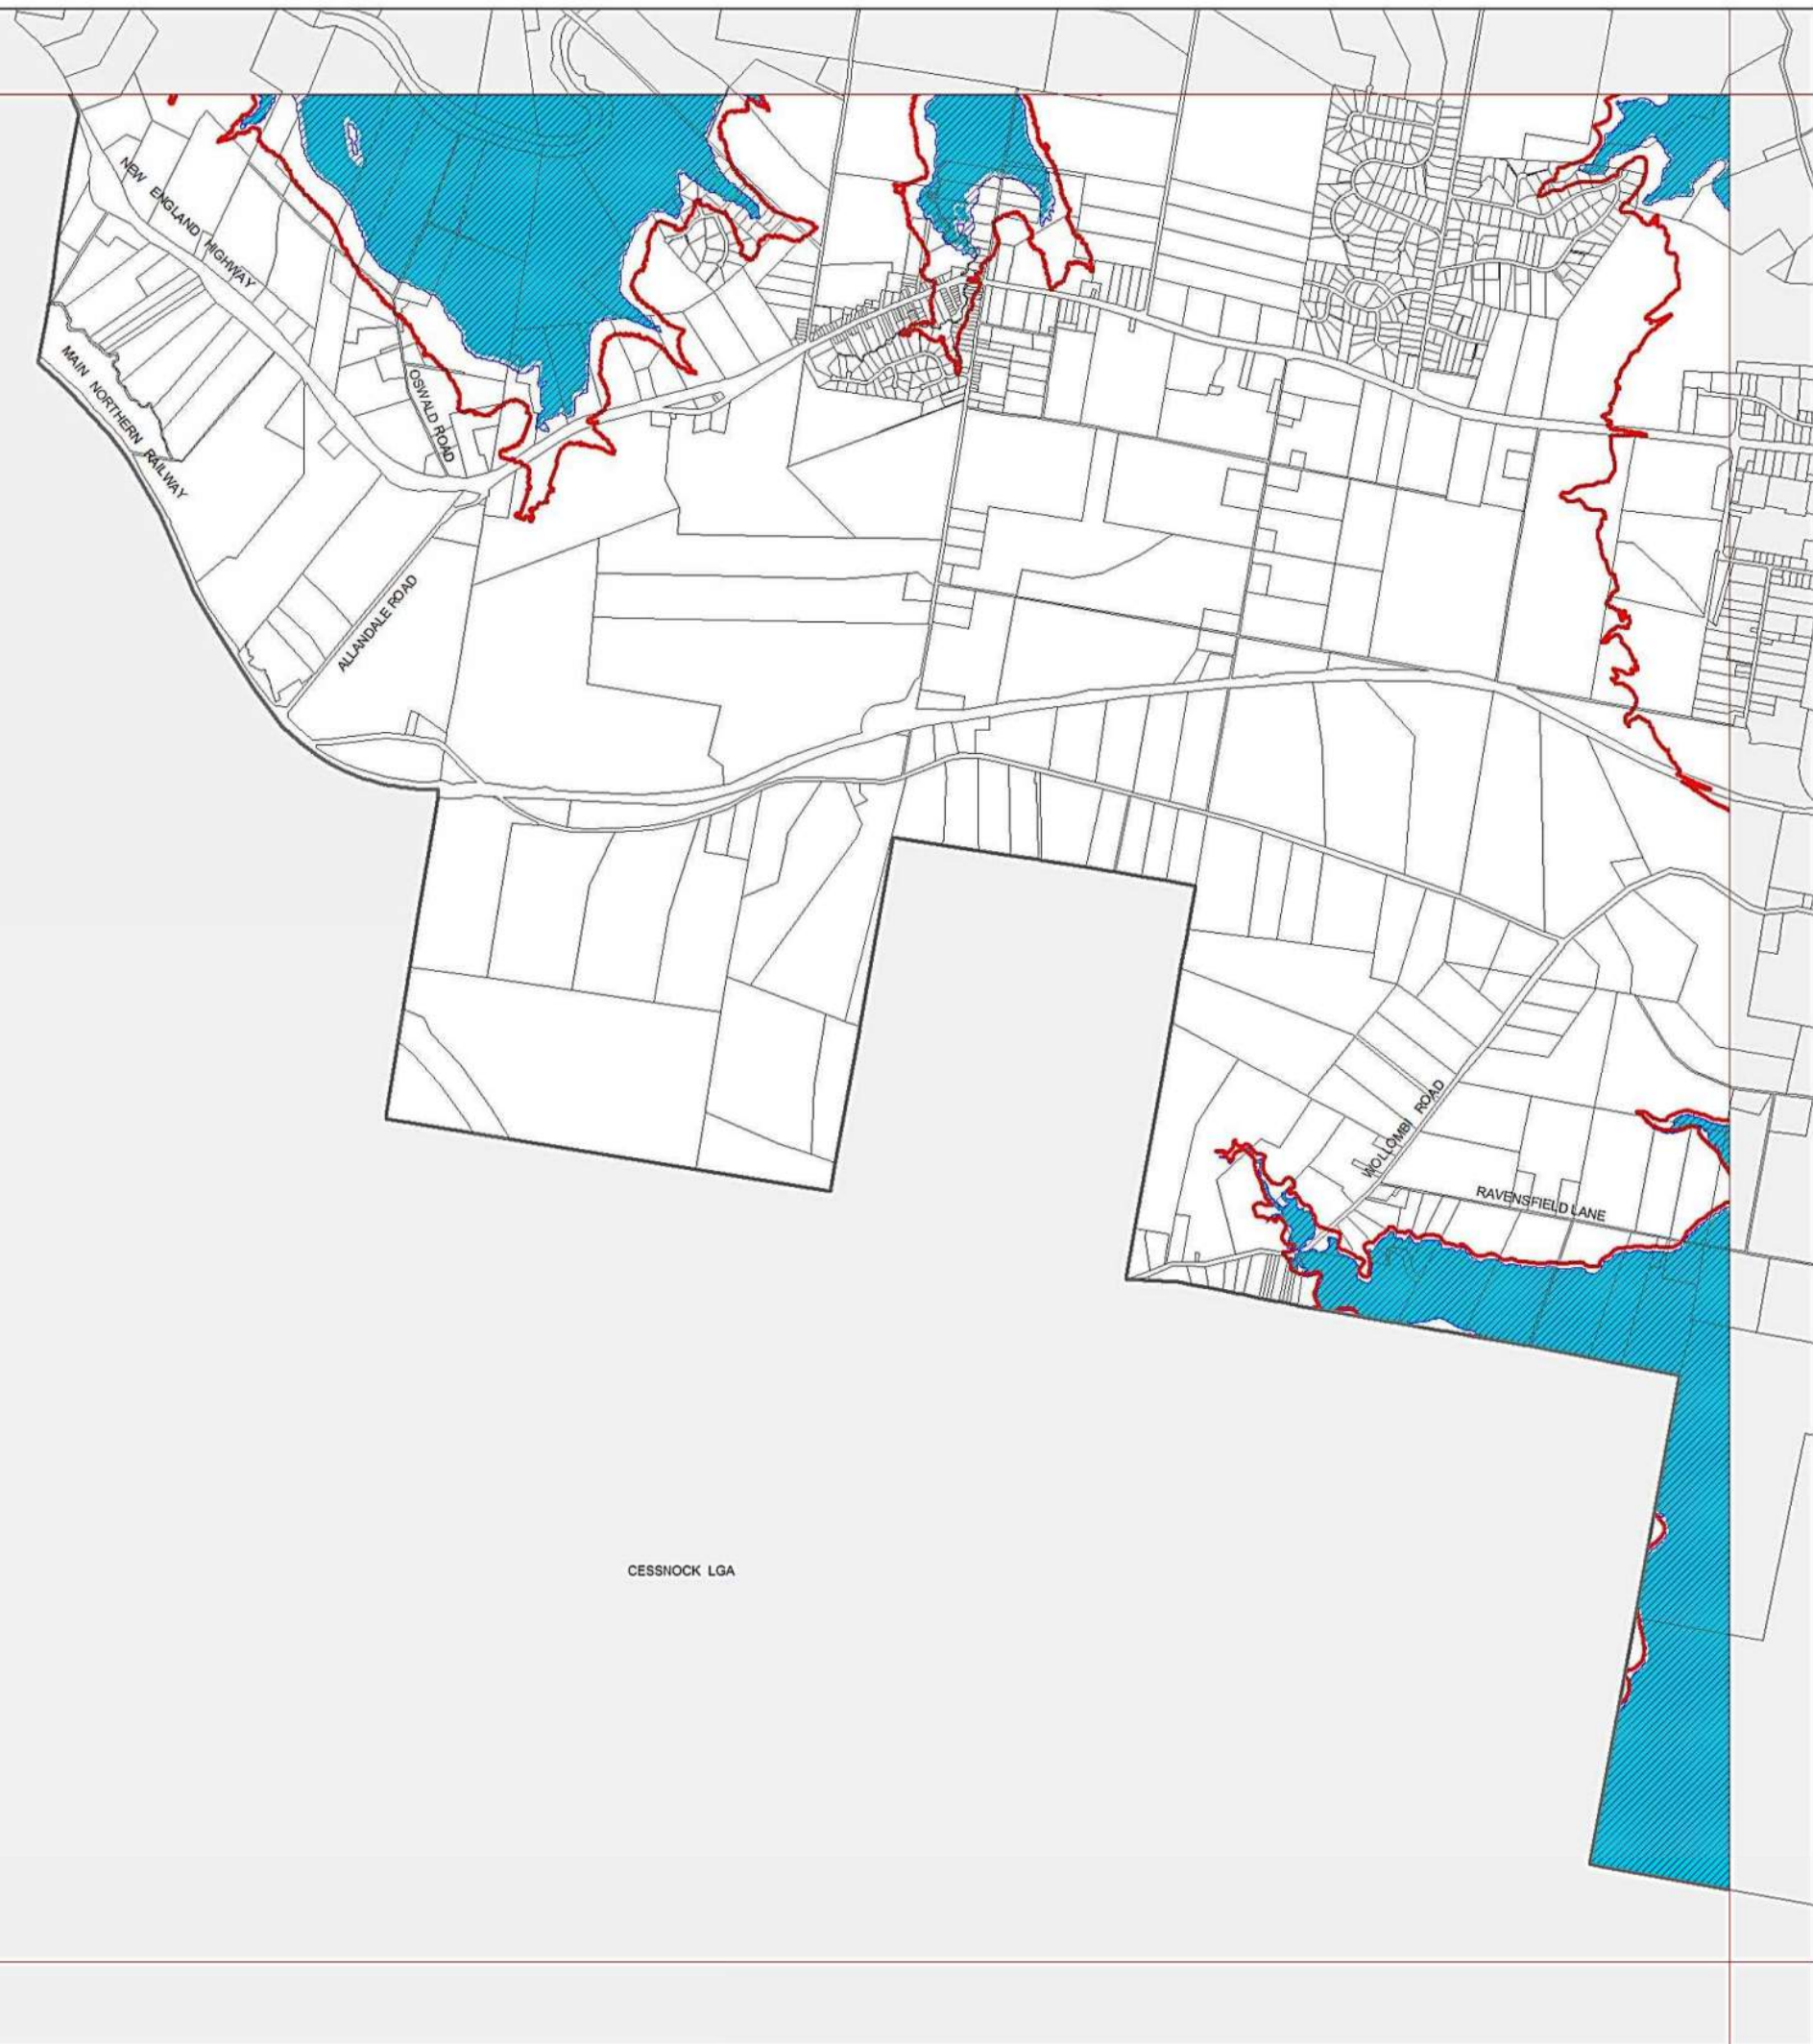 NEW ENGLAND HIGHWAY
MAIN NORTHERN RAILWAY
OSWALD ROAD
ALLANDALE ROAD
WOLLOMBI ROAD
RAVENSFIELD LANE
CESSNOCK LGA